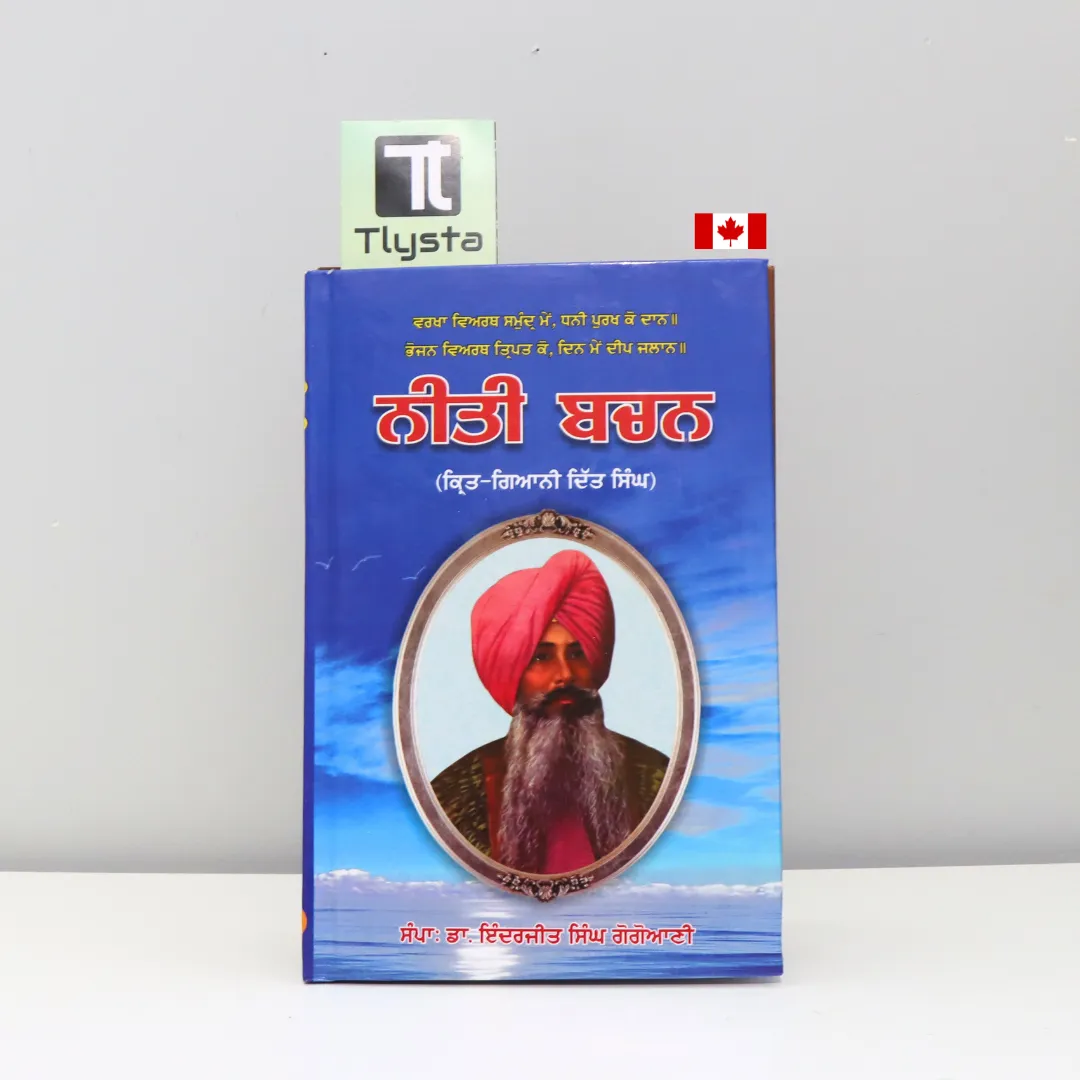 Tlysta
ਵਰਖਾ ਵਿਅਰਥ ਸਮੁੰਦ੍ਰ ਮੇਂ, ਧਨੀ ਪੁਰਖ ਕੋ ਦਾਨ॥
ਭੋਜਨ ਵਿਅਰਥ ਤ੍ਰਿਪਤ ਕੋ, ਦਿਨ ਮੇਂ ਦੀਪ ਜਲਾਨ॥
ਨੀਤੀ ਬਚਨ
(ਕ੍ਰਿਤ-ਗਿਆਨੀ ਦਿੱਤ ਸਿੰਘ)
ਸੰਪਾ: ਡਾ. ਇੰਦਰਜੀਤ ਸਿੰਘ ਗੋਗੋਆਣੀ